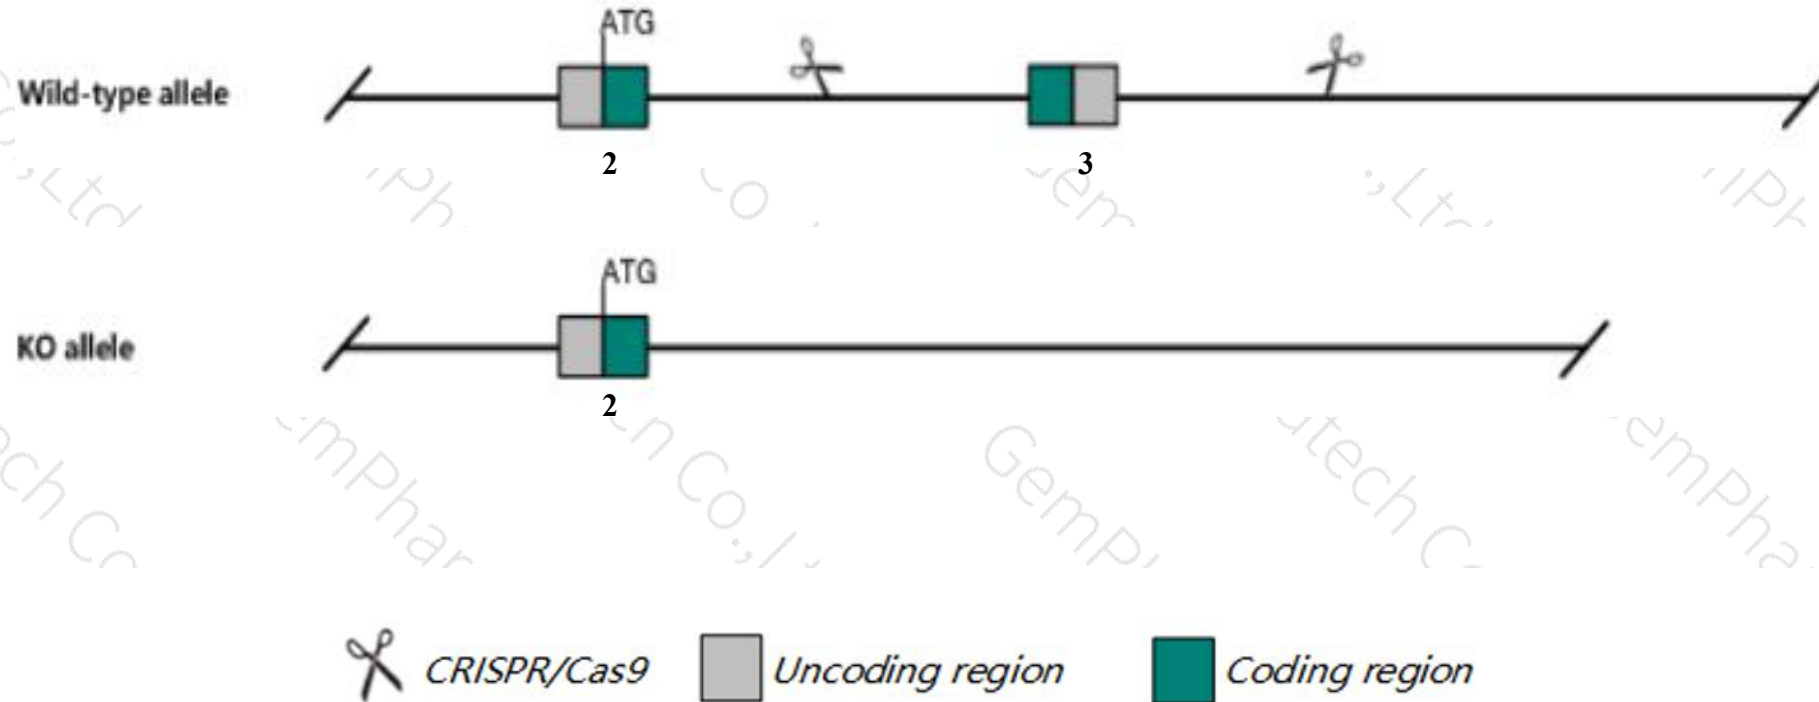 ATG
Wild-type allele
2 3
ATG
KO allele
2
CRISPR/Cas9 Uncoding region Coding region